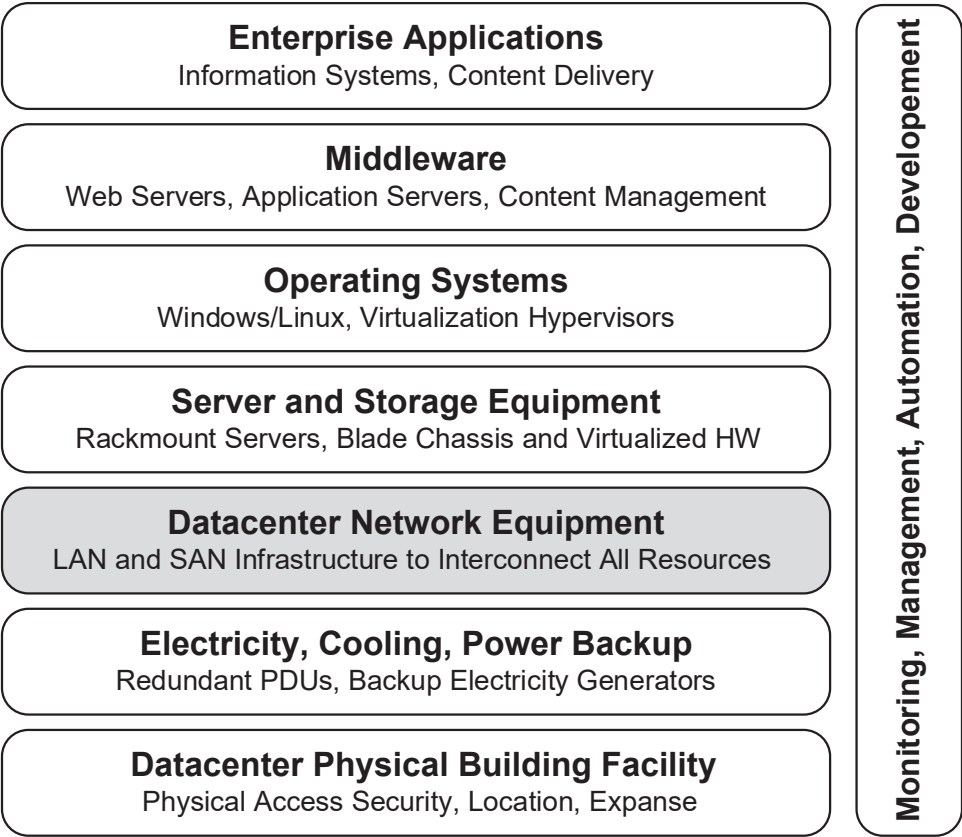 Enterprise Applications
Information Systems, Content Delivery
Middleware
Web Servers, Application Servers, Content Management
Operating Systems
Windows/Linux, Virtualization Hypervisors
Server and Storage Equipment
Rackmount Servers, Blade Chassis and Virtualized HW
Datacenter Network Equipment
LAN and SAN Infrastructure to Interconnect All Resources
Electricity, Cooling, Power Backup
Redundant PDUs, Backup Electricity Generators
Datacenter Physical Building Facility
Physical Access Security, Location, Expanse
Monitoring, Management, Automation, Developement